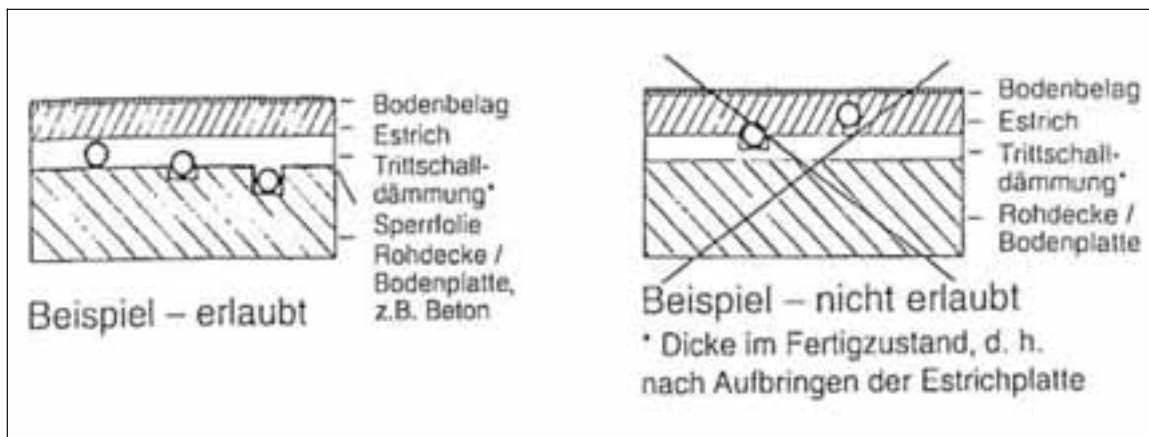 Bodenbelag
Estrich
Trittschall-
dämmung*
Sperrfolie
Rohdecke /
Bodenplatte,
z.B. Beton
Beispiel – erlaubt
Bodenbelag
Estrich
Trittschall-
dämmung*
Rohdecke /
Bodenplatte
Beispiel – nicht erlaubt
* Dicke im Fertigzustand, d. h.
nach Aufbringen der Estrichplatte